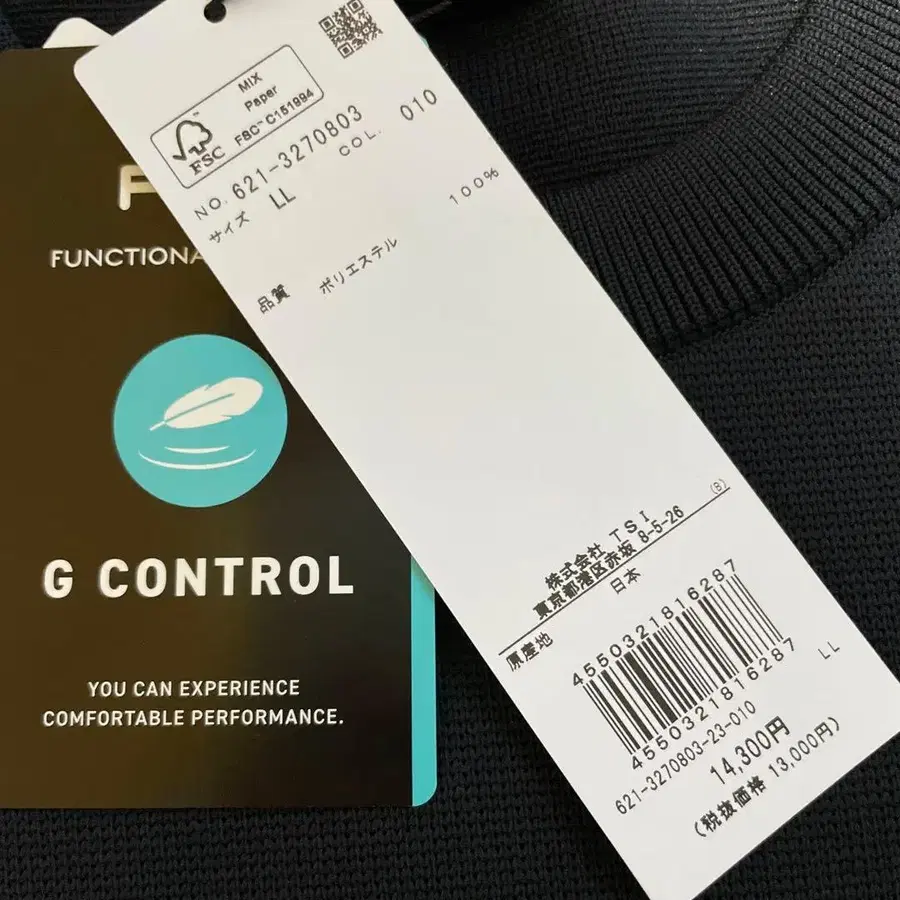 MIX
Paper
FSC™ C151994
FSC
NO. 621-3270803
COL. 010
サイズ LL
品質 ポリエステル 100%
(8)
株式会社 TSI
東京都港区赤坂 8-5-26
原産地 日本
4550321816287
4550321816287
LL
621-3270803-23-010
14,300円
(税抜価格 13,000円)
G CONTROL
YOU CAN EXPERIENCE
COMFORTABLE PERFORMANCE.